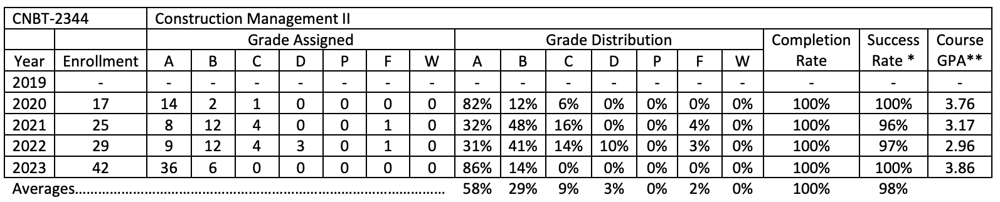 CNBT-2344 Construction Management II
Grade Assigned Grade Distribution Completion Success Course
Year Enrollment A B C D P F W A B C D P F W Rate Rate * GPA**
2019 - - - - - - - - - - - - - - - - - -
2020 17 14 2 1 0 0 0 0 82% 12% 6% 0% 0% 0% 0% 100% 100% 3.76
2021 25 8 12 4 0 0 1 0 32% 48% 16% 0% 0% 4% 0% 100% 96% 3.17
2022 29 9 12 4 3 0 1 0 31% 41% 14% 10% 0% 3% 0% 100% 97% 2.96
2023 42 36 6 0 0 0 0 0 86% 14% 0% 0% 0% 0% 0% 100% 100% 3.86
Averages................................................................................................ 58% 29% 9% 3% 0% 2% 0% 100% 98%